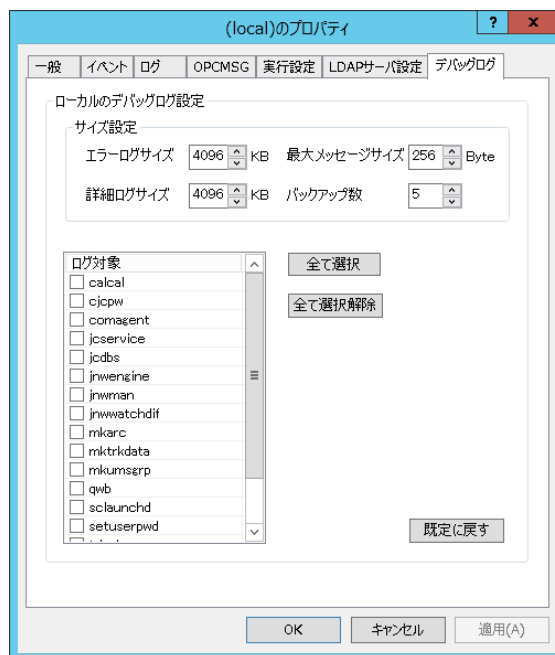 (local)のプロパティ
? x
一般 イベント ログ OPCMSG 実行設定 LDAPサーバ設定 デバッグログ
ローカルのデバッグログ設定
サイズ設定
エラーログサイズ 4096 KB 最大メッセージサイズ 256 Byte
詳細ログサイズ 4096 KB バックアップ数 5
ログ対象
全て選択
calcal
cjcpw
全て選択解除
comagent
jcservice
jcdbs
jnwengine
jnwman
jnwwatchdif
mkarc
mktrkdata
mkumsgrp
qwb
sclaunchd
setuserpwd
既定に戻す
OK キャンセル 適用(A)